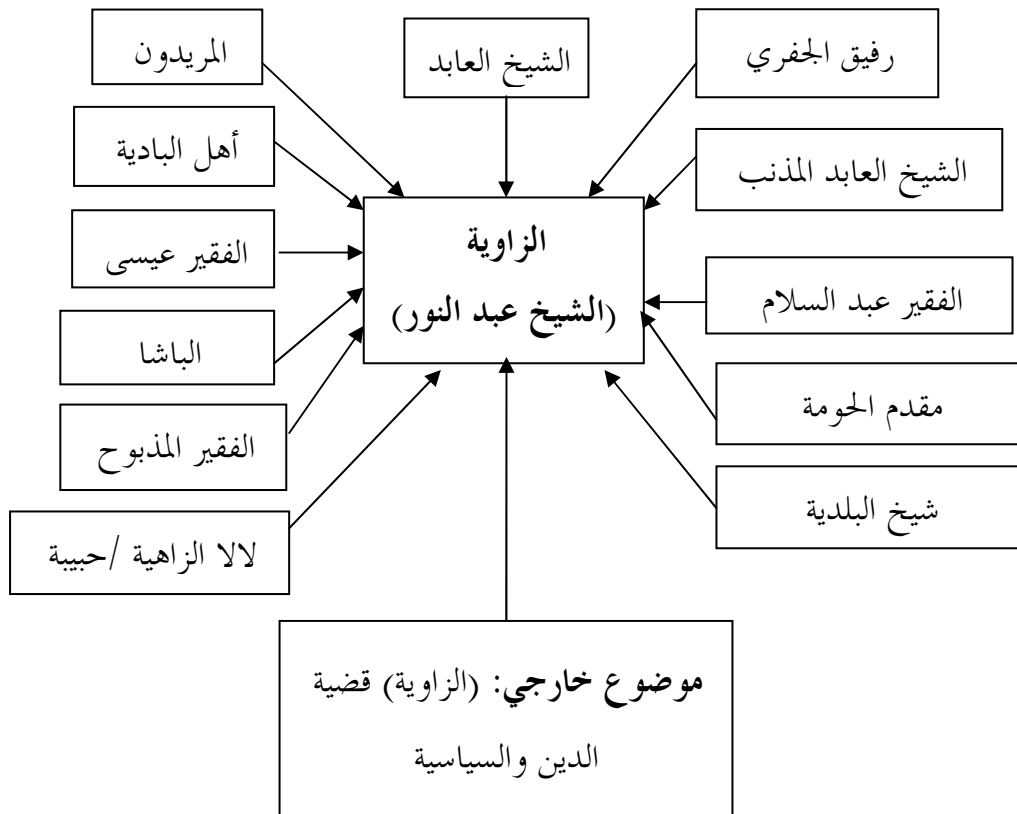 رفيق الجفري
الشيخ العابد
المريدون
الشيخ العابد المذنب
أهل البادية
الزاوية
(الشيخ عبد النور)
الفقير عيسى
الفقير عبد السلام
الباشا
مقدم الحومة
الفقير المذبوح
شيخ البلدية
لالا الزاهية /حبيبة
موضوع خارجي: (الزاوية) قضية
الدين والسياسية